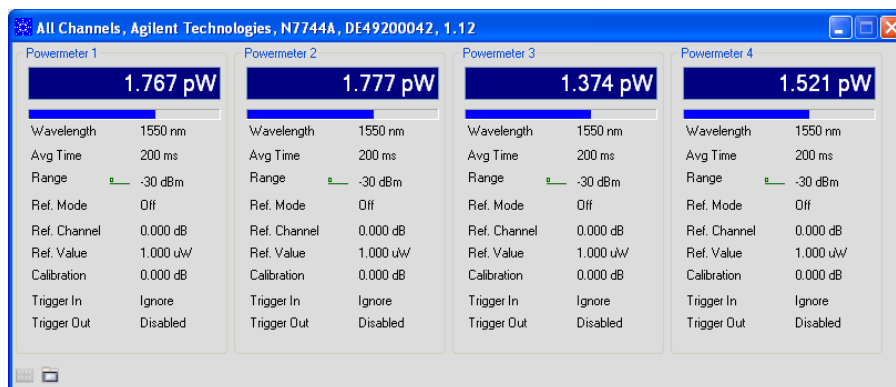 All Channels, Agilent Technologies, N7744A, DE49200042, 1.12
Powermeter 1
1.767 pW
Wavelength 1550 nm
Avg Time 200 ms
Range -30 dBm
Ref. Mode Off
Ref. Channel 0.000 dB
Ref. Value 1.000 uW
Calibration 0.000 dB
Trigger In Ignore
Trigger Out Disabled
Powermeter 2
1.777 pW
Wavelength 1550 nm
Avg Time 200 ms
Range -30 dBm
Ref. Mode Off
Ref. Channel 0.000 dB
Ref. Value 1.000 uW
Calibration 0.000 dB
Trigger In Ignore
Trigger Out Disabled
Powermeter 3
1.374 pW
Wavelength 1550 nm
Avg Time 200 ms
Range -30 dBm
Ref. Mode Off
Ref. Channel 0.000 dB
Ref. Value 1.000 uW
Calibration 0.000 dB
Trigger In Ignore
Trigger Out Disabled
Powermeter 4
1.521 pW
Wavelength 1550 nm
Avg Time 200 ms
Range -30 dBm
Ref. Mode Off
Ref. Channel 0.000 dB
Ref. Value 1.000 uW
Calibration 0.000 dB
Trigger In Ignore
Trigger Out Disabled